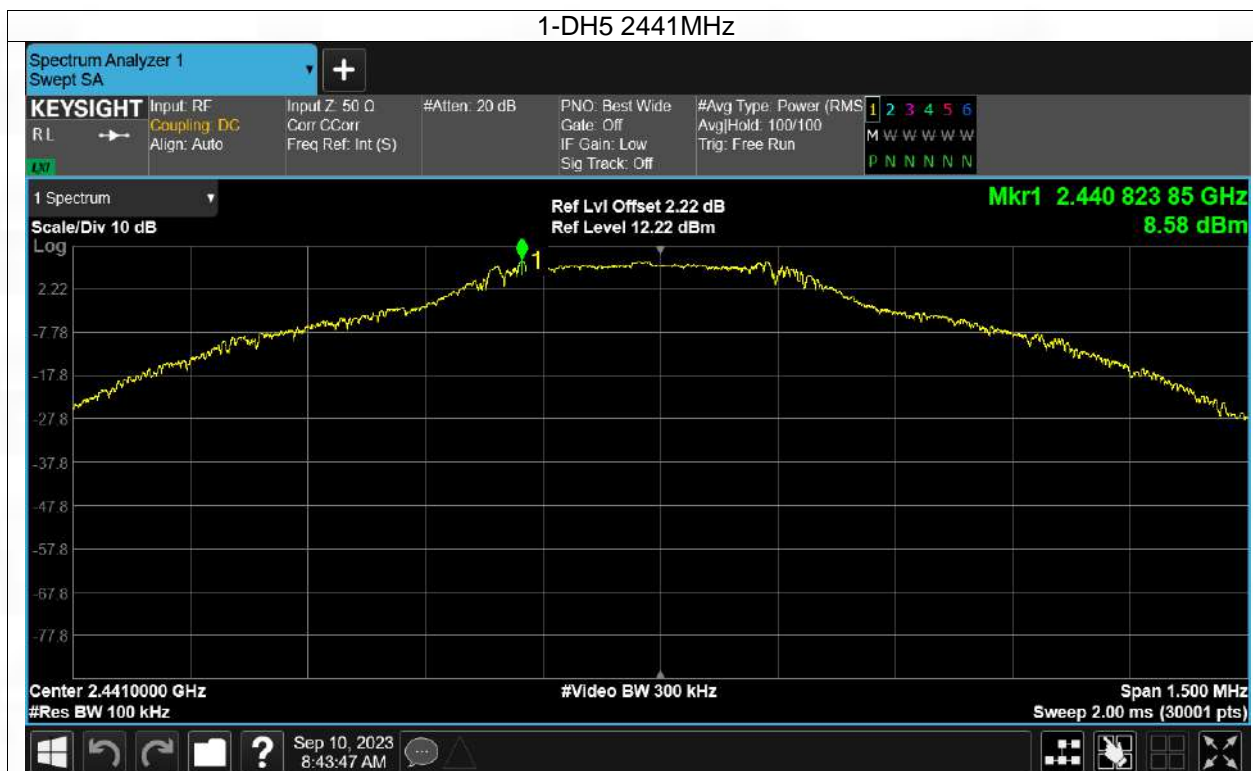 1-DH5 2441MHz
Spectrum Analyzer 1
Swept SA
+
KEYSIGHT
RL
LXI
Input: RF
Coupling: DC
Align: Auto
Input Z: 50 Ω
Corr CCorr
Freq Ref: Int (S)
#Atten: 20 dB
PNO: Best Wide
Gate: Off
IF Gain: Low
Sig Track: Off
#Avg Type: Power (RMS
Avg|Hold: 100/100
Trig: Free Run
1 2 3 4 5 6
M W W W W W
P N N N N N
1 Spectrum
Scale/Div 10 dB
Ref Lvl Offset 2.22 dB
Ref Level 12.22 dBm
Mkr1 2.440 823 85 GHz
8.58 dBm
Log
1
2.22
-7.78
-17.8
-27.8
-37.8
-47.8
-57.8
-67.8
-77.8
Center 2.4410000 GHz
#Res BW 100 kHz
#Video BW 300 kHz
Span 1.500 MHz
Sweep 2.00 ms (30001 pts)
?
Sep 10, 2023
8:43:47 AM